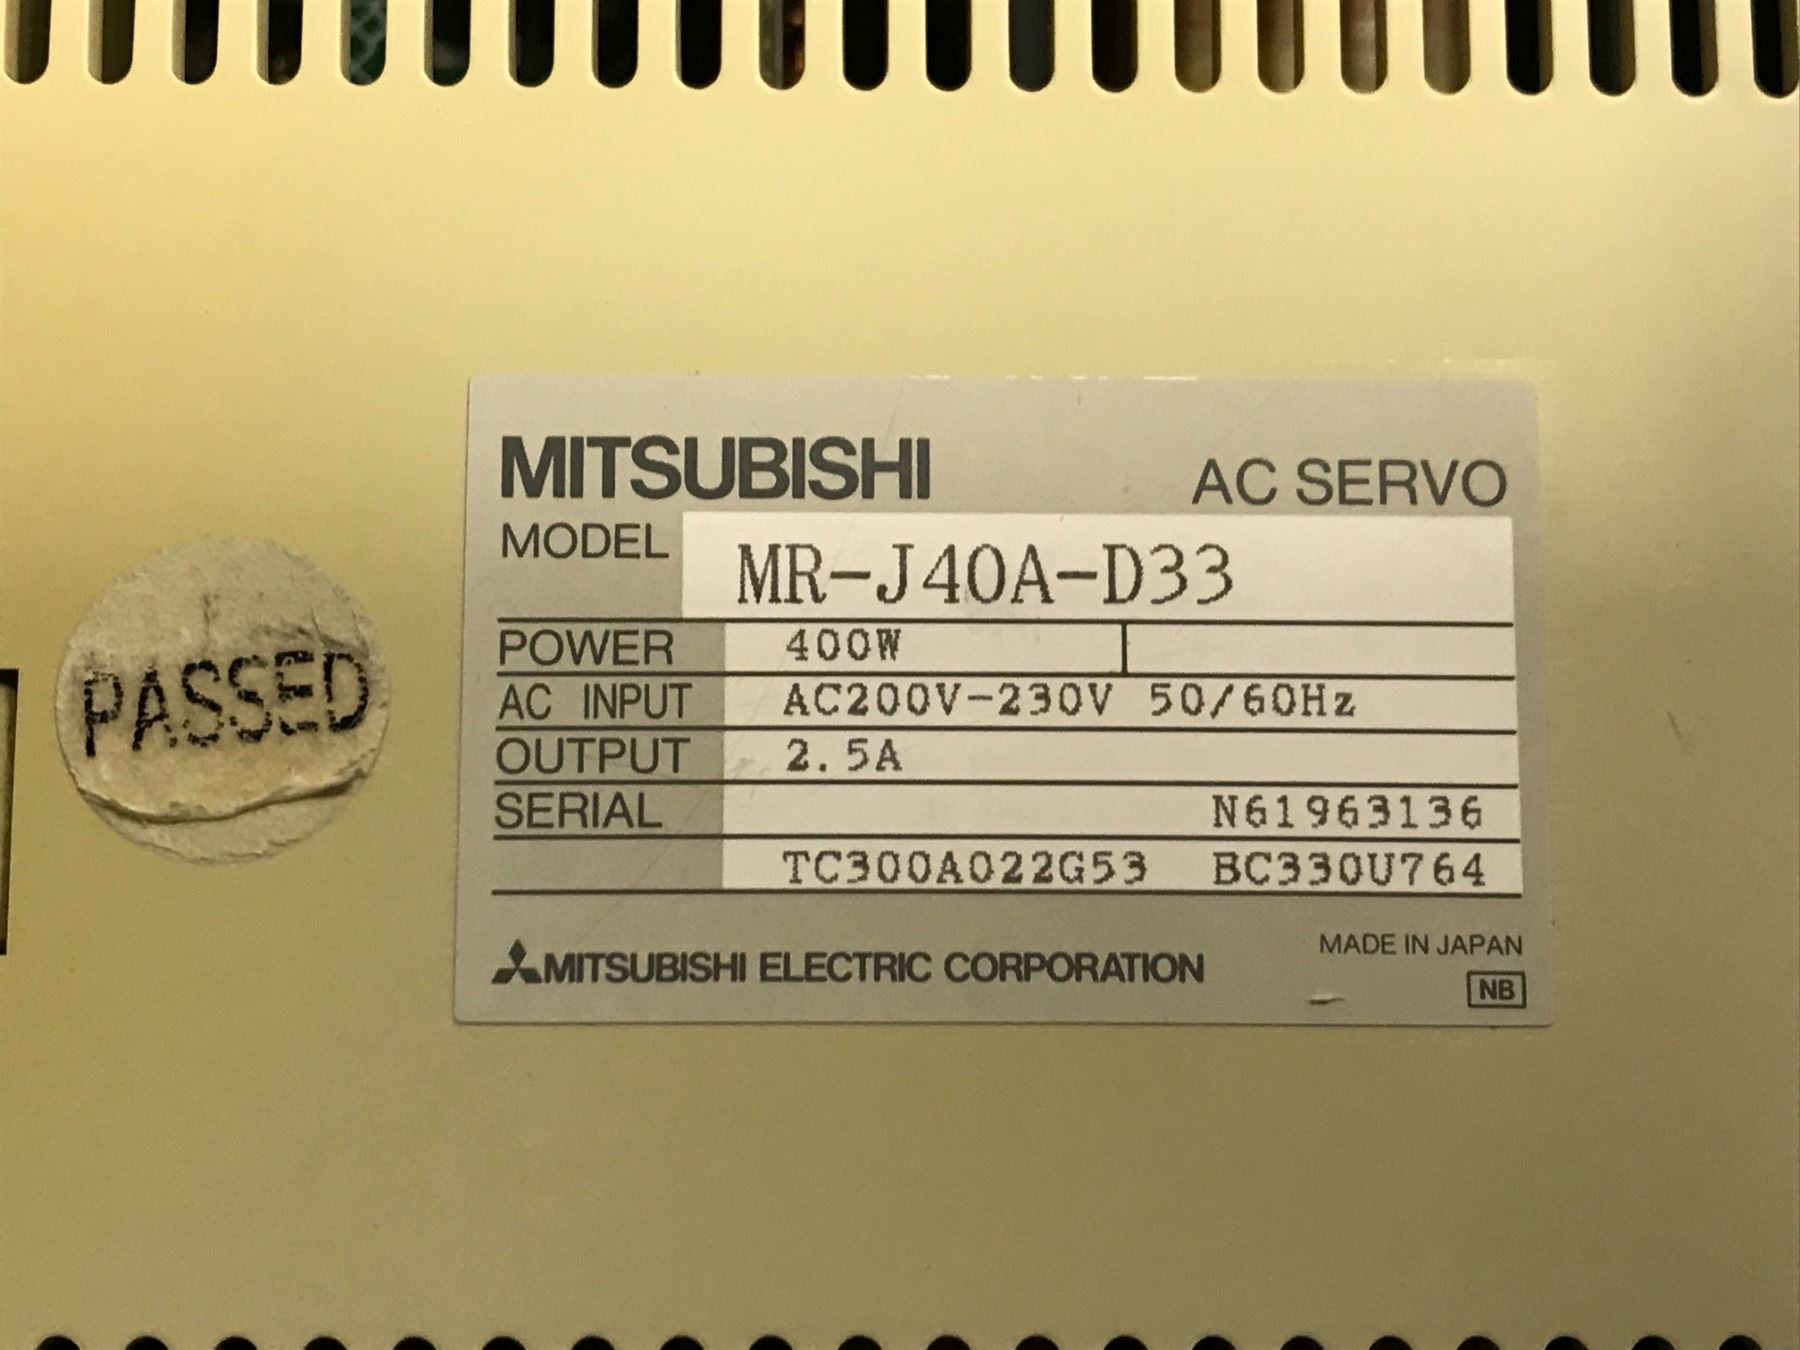 MITSUBISHI AC SERVO
MODEL MR-J40A-D33
POWER 400W
AC INPUT AC200V-230V 50/60Hz
OUTPUT 2.5A
SERIAL N61963136
TC300A022G53 BC330U764
MITSUBISHI ELECTRIC CORPORATION
MADE IN JAPAN
NB
PASSED